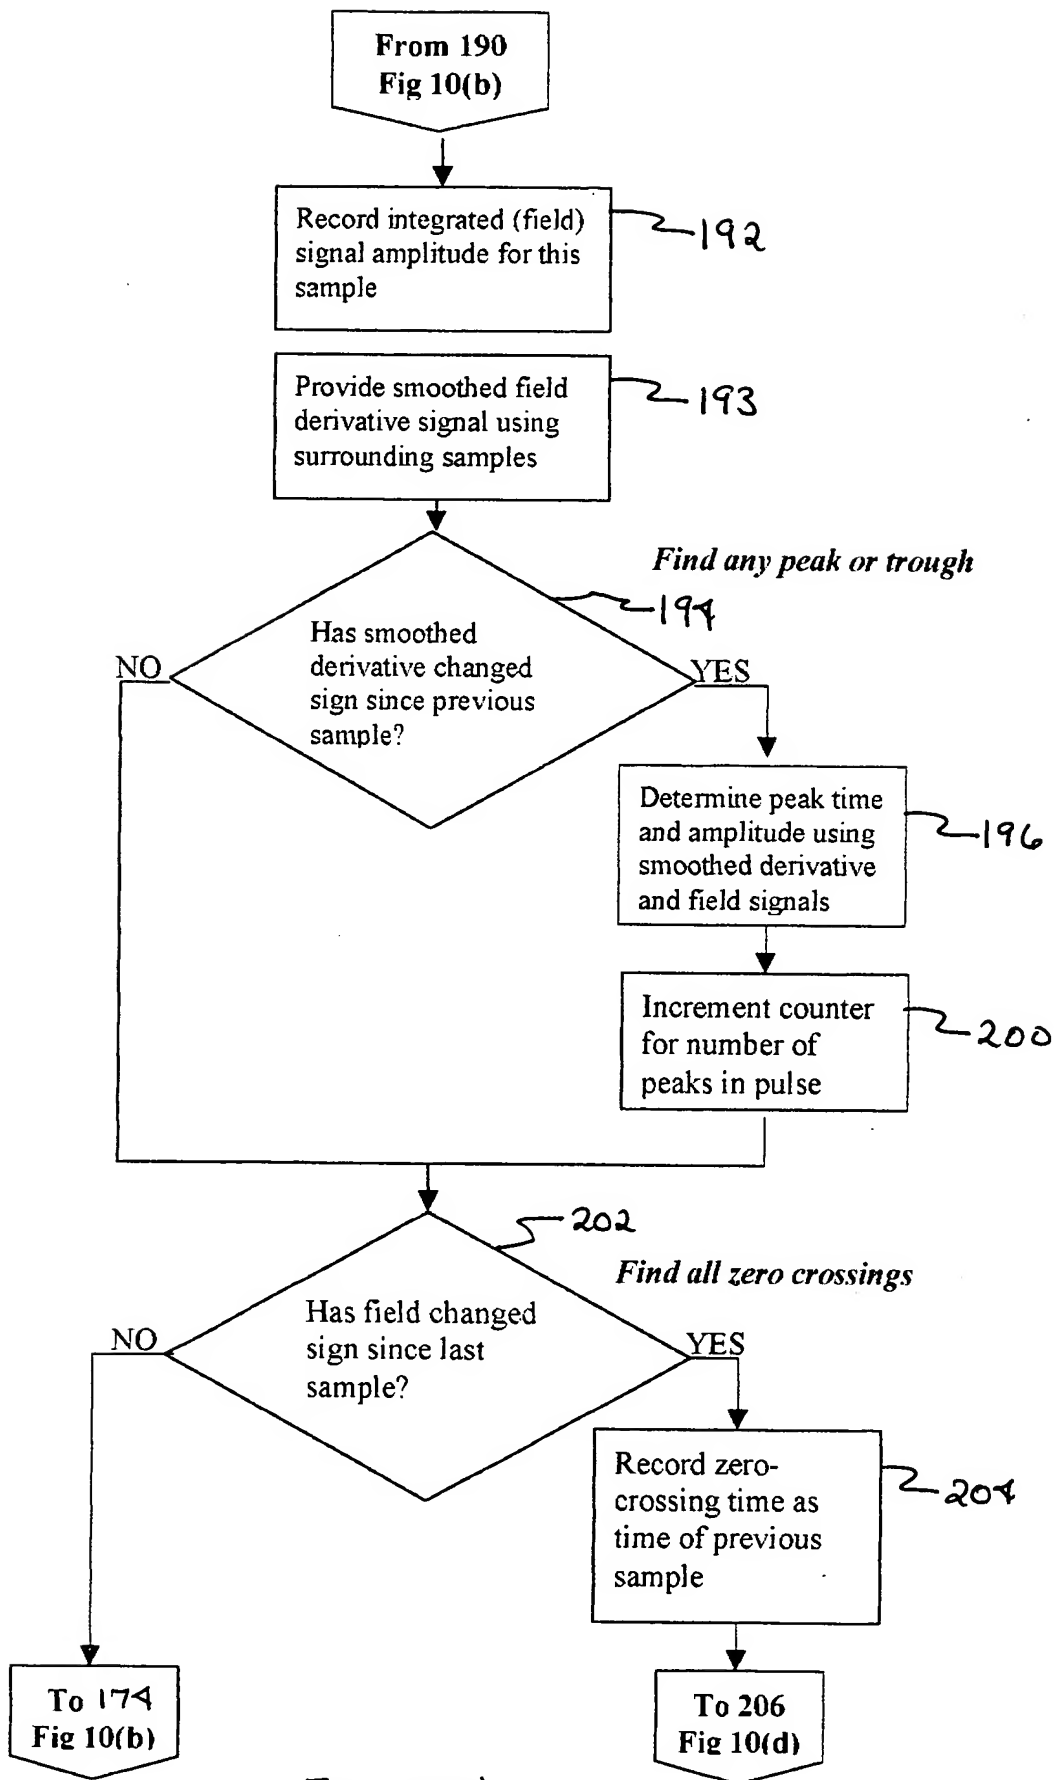 From 190
Fig 10(b)
Record integrated (field)
signal amplitude for this
sample
192
Provide smoothed field
derivative signal using
surrounding samples
193
Find any peak or trough
194
Has smoothed
derivative changed
sign since previous
sample?
NO
YES
Determine peak time
and amplitude using
smoothed derivative
and field signals
196
Increment counter
for number of
peaks in pulse
200
202
Find all zero crossings
Has field changed
sign since last
sample?
NO
YES
Record zero-
crossing time as
time of previous
sample
204
To 174
Fig 10(b)
To 206
Fig 10(d)